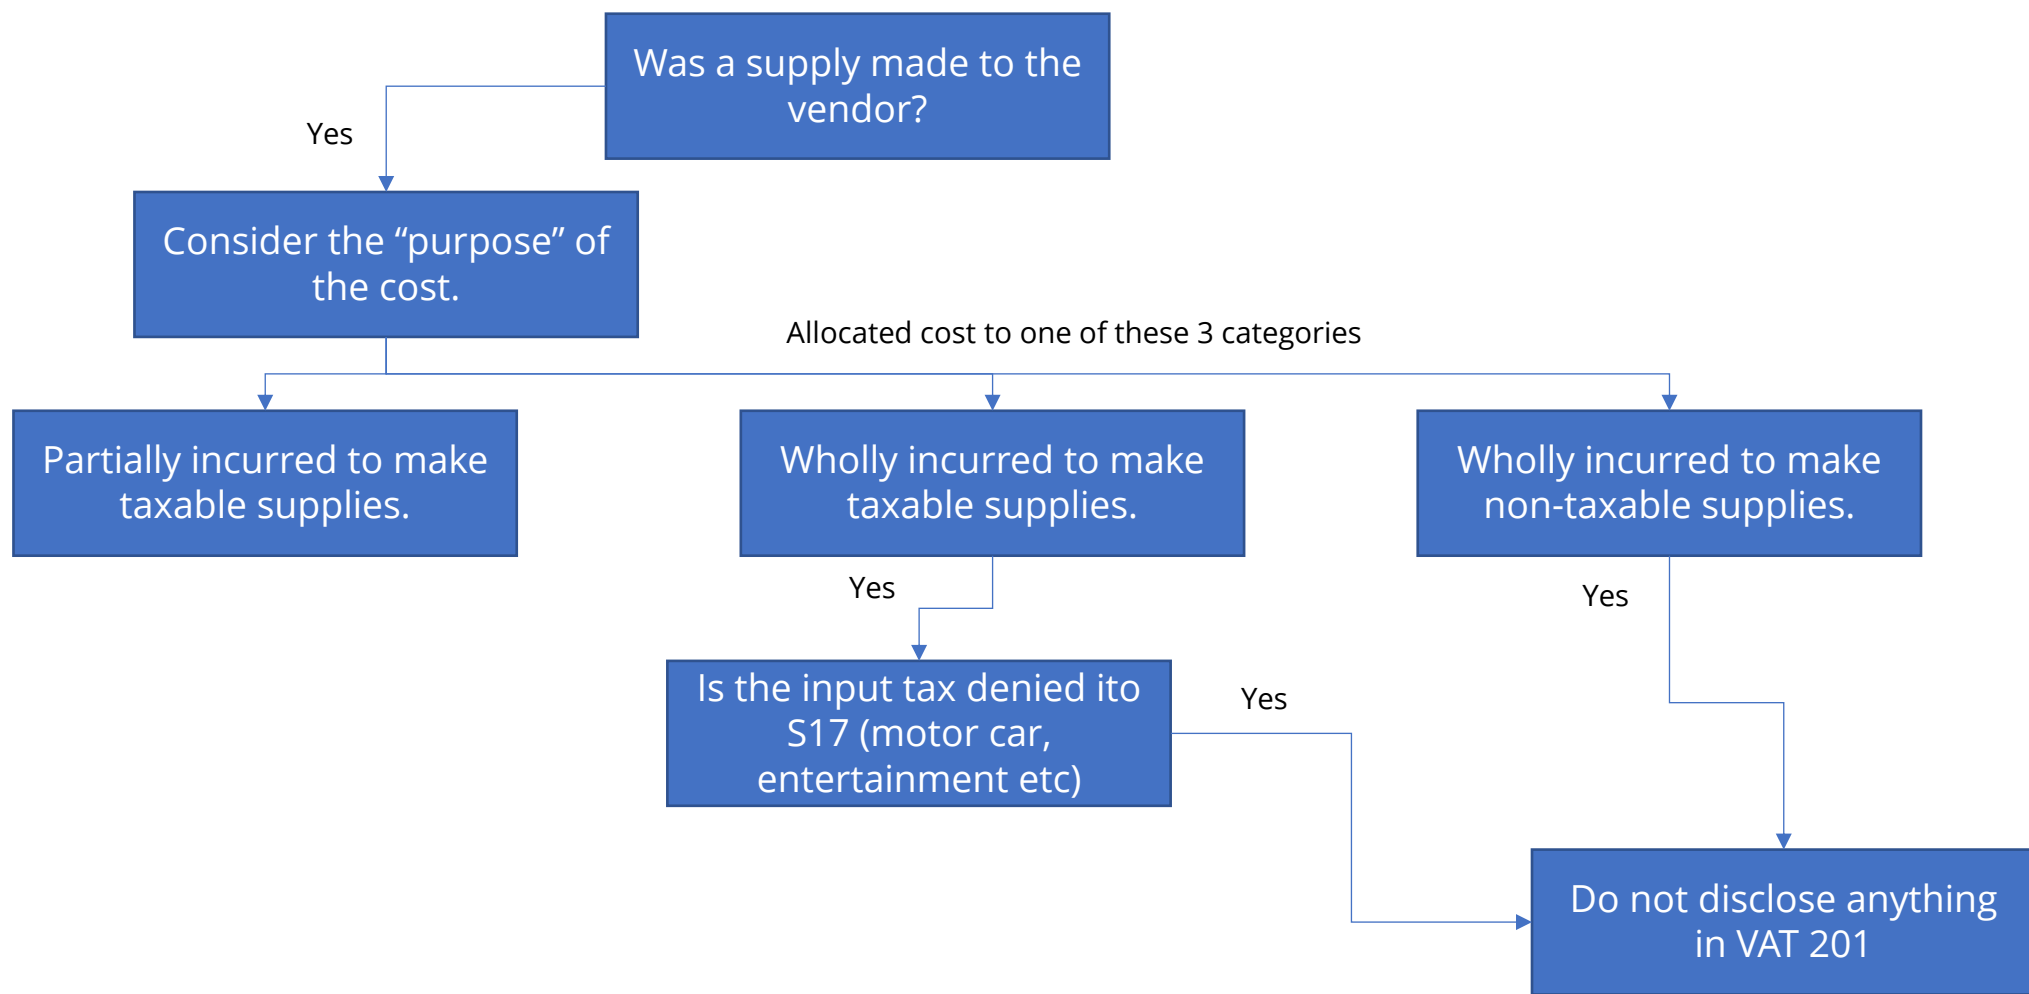 Was a supply made to the
vendor?
Yes
Consider the “purpose” of
the cost.
Allocated cost to one of these 3 categories
Partially incurred to make
taxable supplies.
Wholly incurred to make
taxable supplies.
Wholly incurred to make
non-taxable supplies.
Yes
Yes
Is the input tax denied ito
S17 (motor car,
entertainment etc)
Yes
Do not disclose anything
in VAT 201